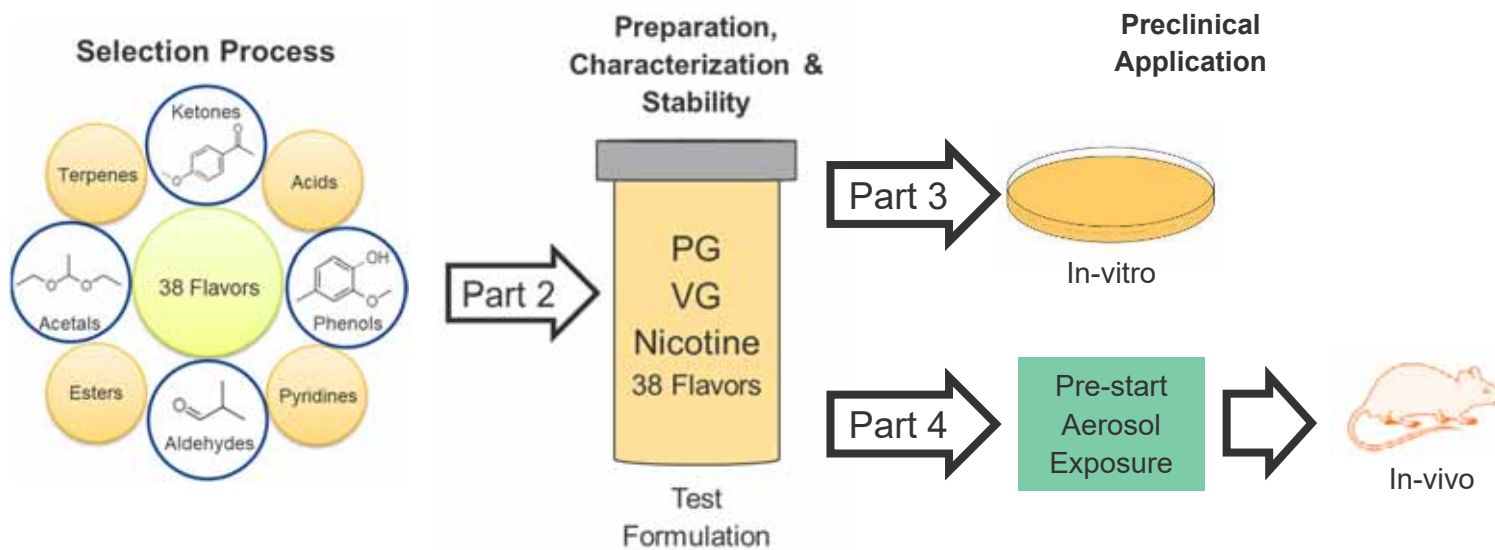 Selection Process
Ketones
O
O
Terpenes
Acids
O
O
Acetals
38 Flavors
OH
O
Phenols
Esters
O
Aldehydes
Pyridines
Part 2
Preparation,
Characterization &
Stability
PG
VG
Nicotine
38 Flavors
Test
Formulation
Preclinical
Application
Part 3
In-vitro
Part 4
Pre-start
Aerosol
Exposure
In-vivo